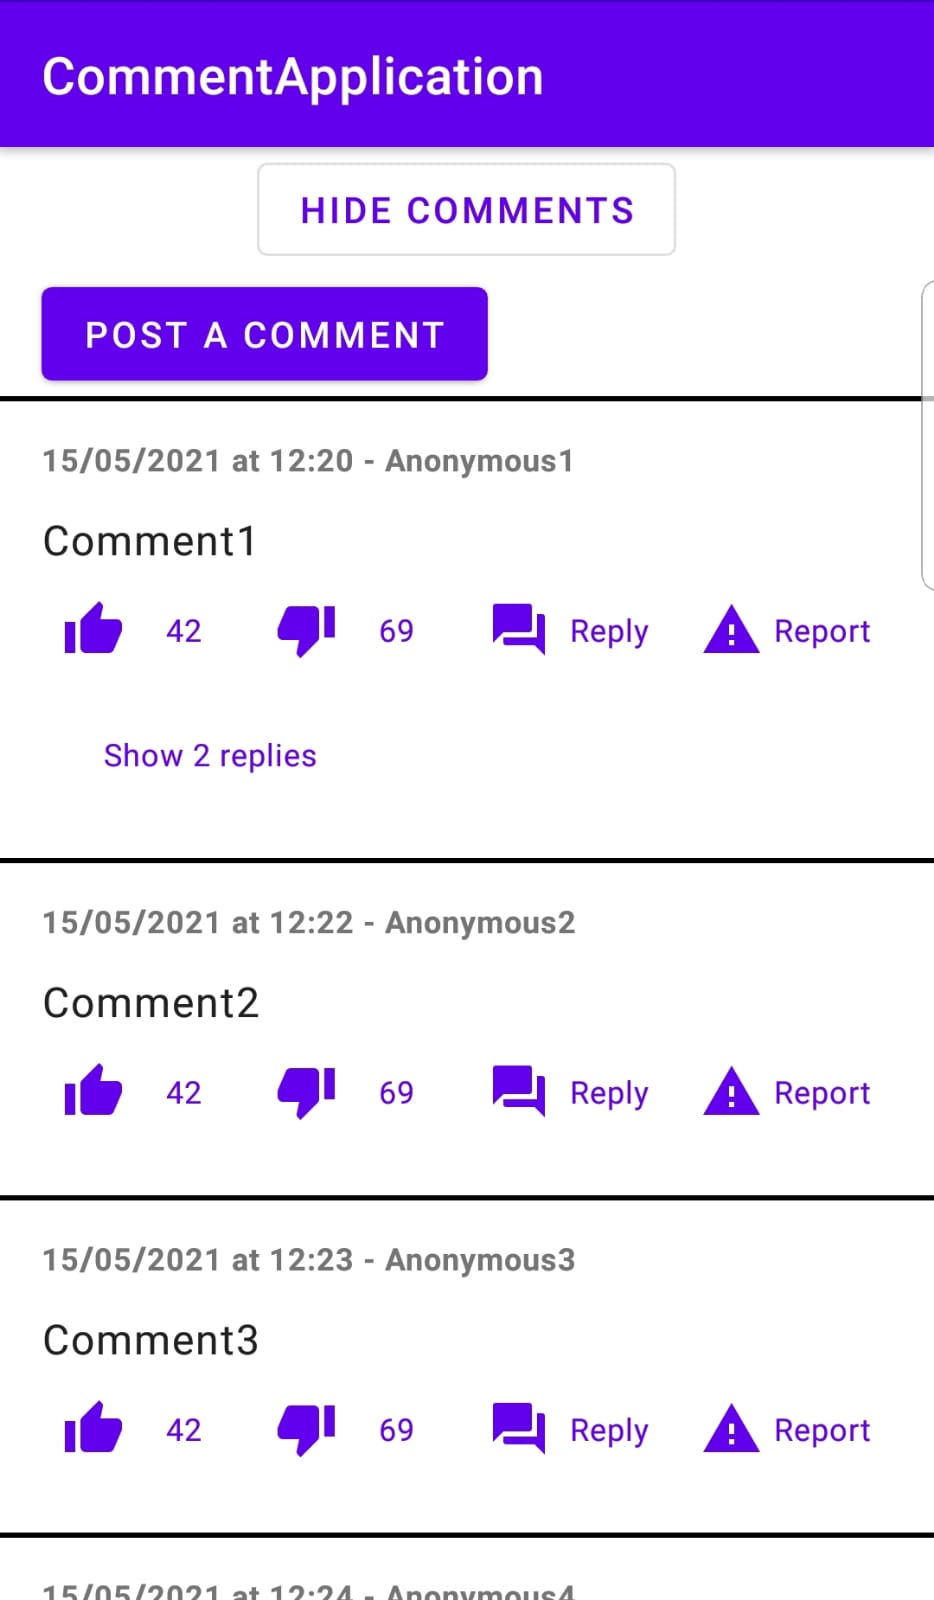 CommentApplication
HIDE COMMENTS
POST A COMMENT
15/05/2021 at 12:20 - Anonymous1
Comment1
42 69 Reply Report
Show 2 replies
15/05/2021 at 12:22 - Anonymous2
Comment2
42 69 Reply Report
15/05/2021 at 12:23 - Anonymous3
Comment3
42 69 Reply Report
15/05/2021 at 12:24 - Anonymous4